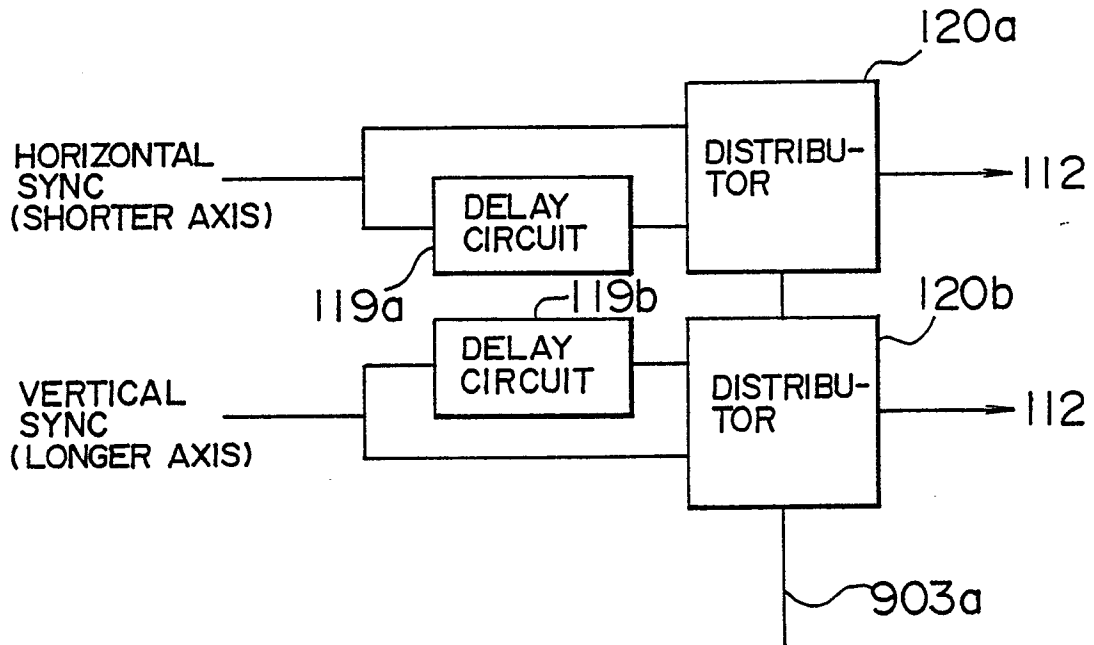 120a
HORIZONTAL
SYNC
(SHORTER AXIS)
DISTRIBU-
TOR
112
DELAY
CIRCUIT
119a
119b
120b
DELAY
CIRCUIT
VERTICAL
SYNC
(LONGER AXIS)
DISTRIBU-
TOR
112
903a